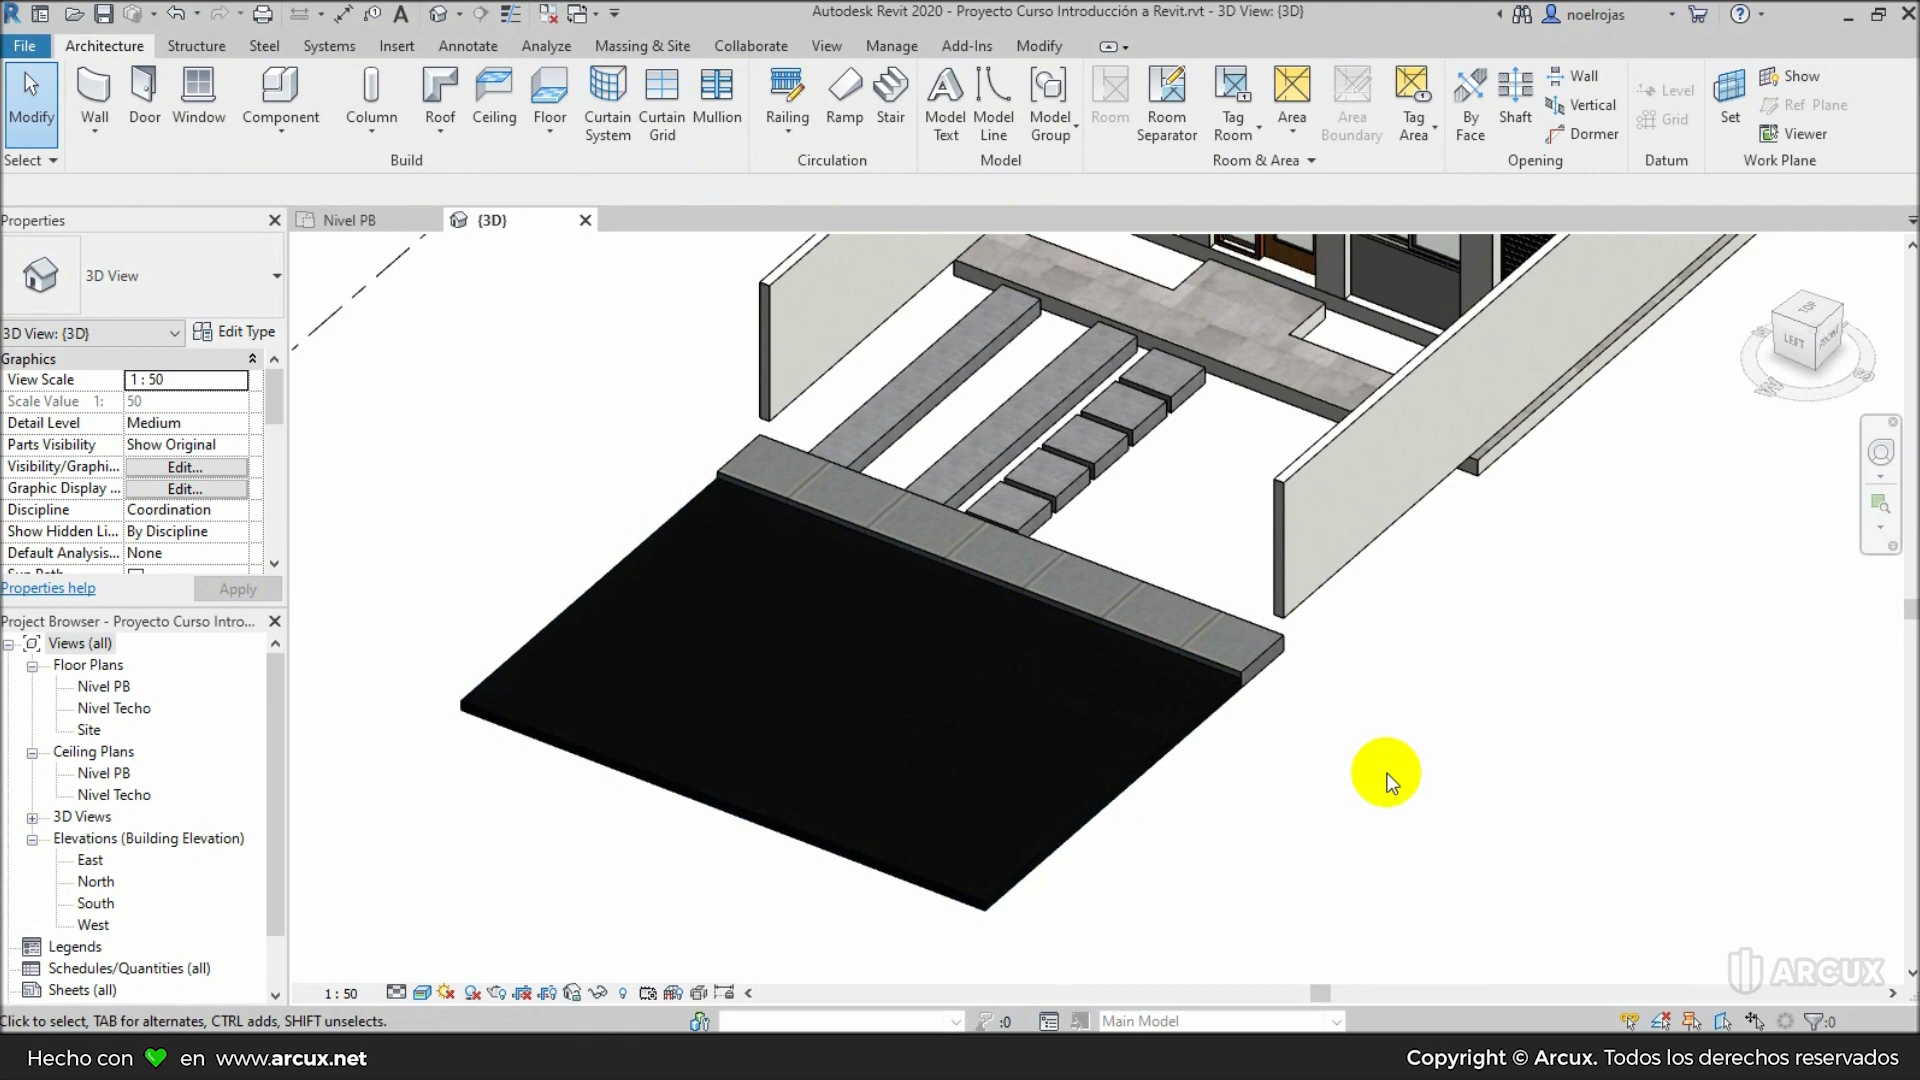 Autodesk Revit 2020 - Proyecto Curso Introducción a Revit.rvt - 3D View: {3D}
noelrojas
File Architecture Structure Steel Systems Insert Annotate Analyze Massing & Site Collaborate View Manage Add-Ins Modify
Modify Wall Door Window Component Column Roof Ceiling Floor Curtain System Curtain Grid Mullion Railing Ramp Stair Model Text Model Line Model Group Room Room Separator Tag Room Area Area Boundary Tag Area By Face Shaft Wall Vertical Dormer Level Grid Set Show Ref Plane Viewer
Select Build Circulation Model Room & Area Opening Datum Work Plane
Properties
Nivel PB
{3D}
3D View
3D View: {3D} Edit Type
Graphics
View Scale 1 : 50
Scale Value 1: 50
Detail Level Medium
Parts Visibility Show Original
Visibility/Graphi... Edit...
Graphic Display ... Edit...
Discipline Coordination
Show Hidden Li... By Discipline
Default Analysis... None
Properties help Apply
Project Browser - Proyecto Curso Intro...
Views (all)
Floor Plans
Nivel PB
Nivel Techo
Site
Ceiling Plans
Nivel PB
Nivel Techo
3D Views
Elevations (Building Elevation)
East
North
South
West
Legends
Schedules/Quantities (all)
Sheets (all)
TOP
LEFT
FRONT
ARCUX
1 : 50
Click to select, TAB for alternates, CTRL adds, SHIFT unselects.
:0
Main Model
:0
Hecho con en www.arcux.net
Copyright © Arcux. Todos los derechos reservados